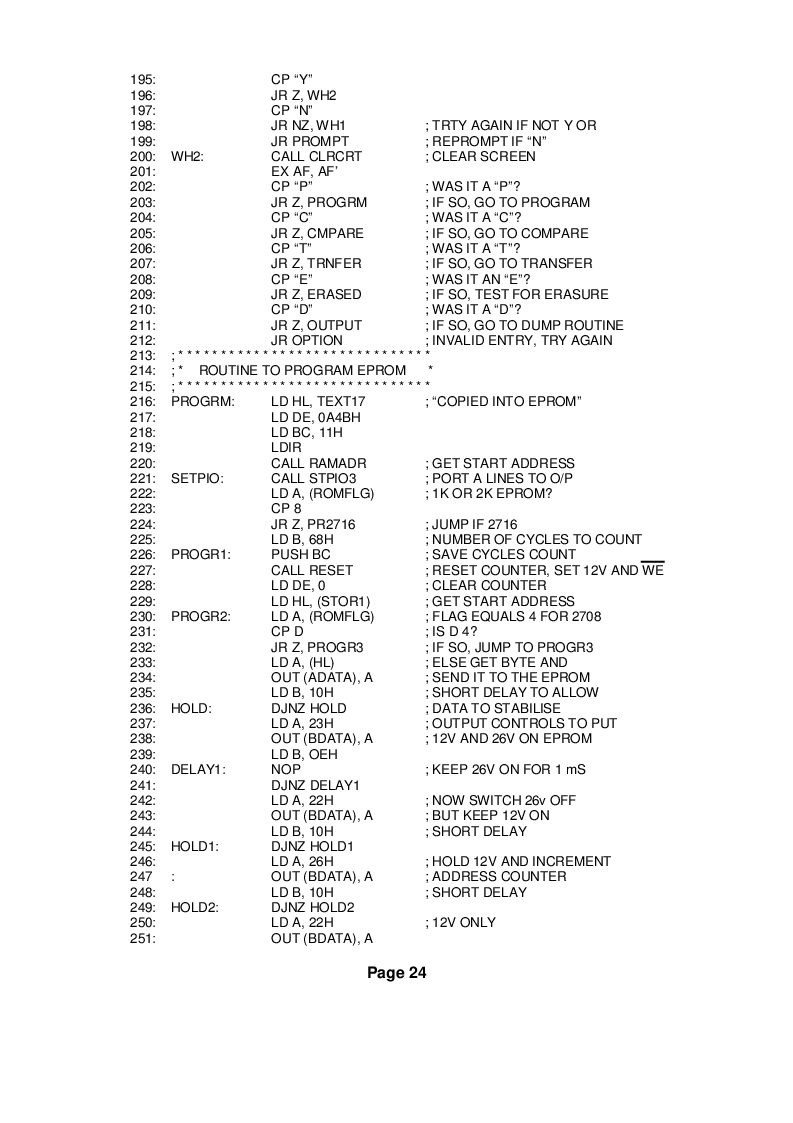 195: CP “Y”
196: JR Z, WH2
197: CP “N”
198: JR NZ, WH1 ; TRTY AGAIN IF NOT Y OR
199: JR PROMPT ; REPROMPT IF “N”
200: WH2: CALL CLRCRT ; CLEAR SCREEN
201: EX AF, AF’
202: CP “P” ; WAS IT A “P”?
203: JR Z, PROGRM ; IF SO, GO TO PROGRAM
204: CP “C” ; WAS IT A “C”?
205: JR Z, CMPARE ; IF SO, GO TO COMPARE
206: CP “T” ; WAS IT A “T”?
207: JR Z, TRNFER ; IF SO, GO TO TRANSFER
208: CP “E” ; WAS IT AN “E”?
209: JR Z, ERASED ; IF SO, TEST FOR ERASURE
210: CP “D” ; WAS IT A “D”?
211: JR Z, OUTPUT ; IF SO, GO TO DUMP ROUTINE
212: JR OPTION ; INVALID ENTRY, TRY AGAIN
213: ; * * * * * * * * * * * * * * * * * * * * * * * * * * * * * *
214: ; * ROUTINE TO PROGRAM EPROM *
215: ; * * * * * * * * * * * * * * * * * * * * * * * * * * * * * *
216: PROGRM: LD HL, TEXT17 ; “COPIED INTO EPROM”
217: LD DE, 0A4BH
218: LD BC, 11H
219: LDIR
220: CALL RAMADR ; GET START ADDRESS
221: SETPIO: CALL STPIO3 ; PORT A LINES TO O/P
222: LD A, (ROMFLG) ; 1K OR 2K EPROM?
223: CP 8
224: JR Z, PR2716 ; JUMP IF 2716
225: LD B, 68H ; NUMBER OF CYCLES TO COUNT
226: PROGR1: PUSH BC ; SAVE CYCLES COUNT
227: CALL RESET ; RESET COUNTER, SET 12V AND WE
228: LD DE, 0 ; CLEAR COUNTER
229: LD HL, (STOR1) ; GET START ADDRESS
230: PROGR2: LD A, (ROMFLG) ; FLAG EQUALS 4 FOR 2708
231: CP D ; IS D 4?
232: JR Z, PROGR3 ; IF SO, JUMP TO PROGR3
233: LD A, (HL) ; ELSE GET BYTE AND
234: OUT (ADATA), A ; SEND IT TO THE EPROM
235: LD B, 10H ; SHORT DELAY TO ALLOW
236: HOLD: DJNZ HOLD ; DATA TO STABILISE
237: LD A, 23H ; OUTPUT CONTROLS TO PUT
238: OUT (BDATA), A ; 12V AND 26V ON EPROM
239: LD B, OEH
240: DELAY1: NOP ; KEEP 26V ON FOR 1 mS
241: DJNZ DELAY1
242: LD A, 22H ; NOW SWITCH 26v OFF
243: OUT (BDATA), A ; BUT KEEP 12V ON
244: LD B, 10H ; SHORT DELAY
245: HOLD1: DJNZ HOLD1
246: LD A, 26H ; HOLD 12V AND INCREMENT
247 : OUT (BDATA), A ; ADDRESS COUNTER
248: LD B, 10H ; SHORT DELAY
249: HOLD2: DJNZ HOLD2
250: LD A, 22H ; 12V ONLY
251: OUT (BDATA), A
Page 24